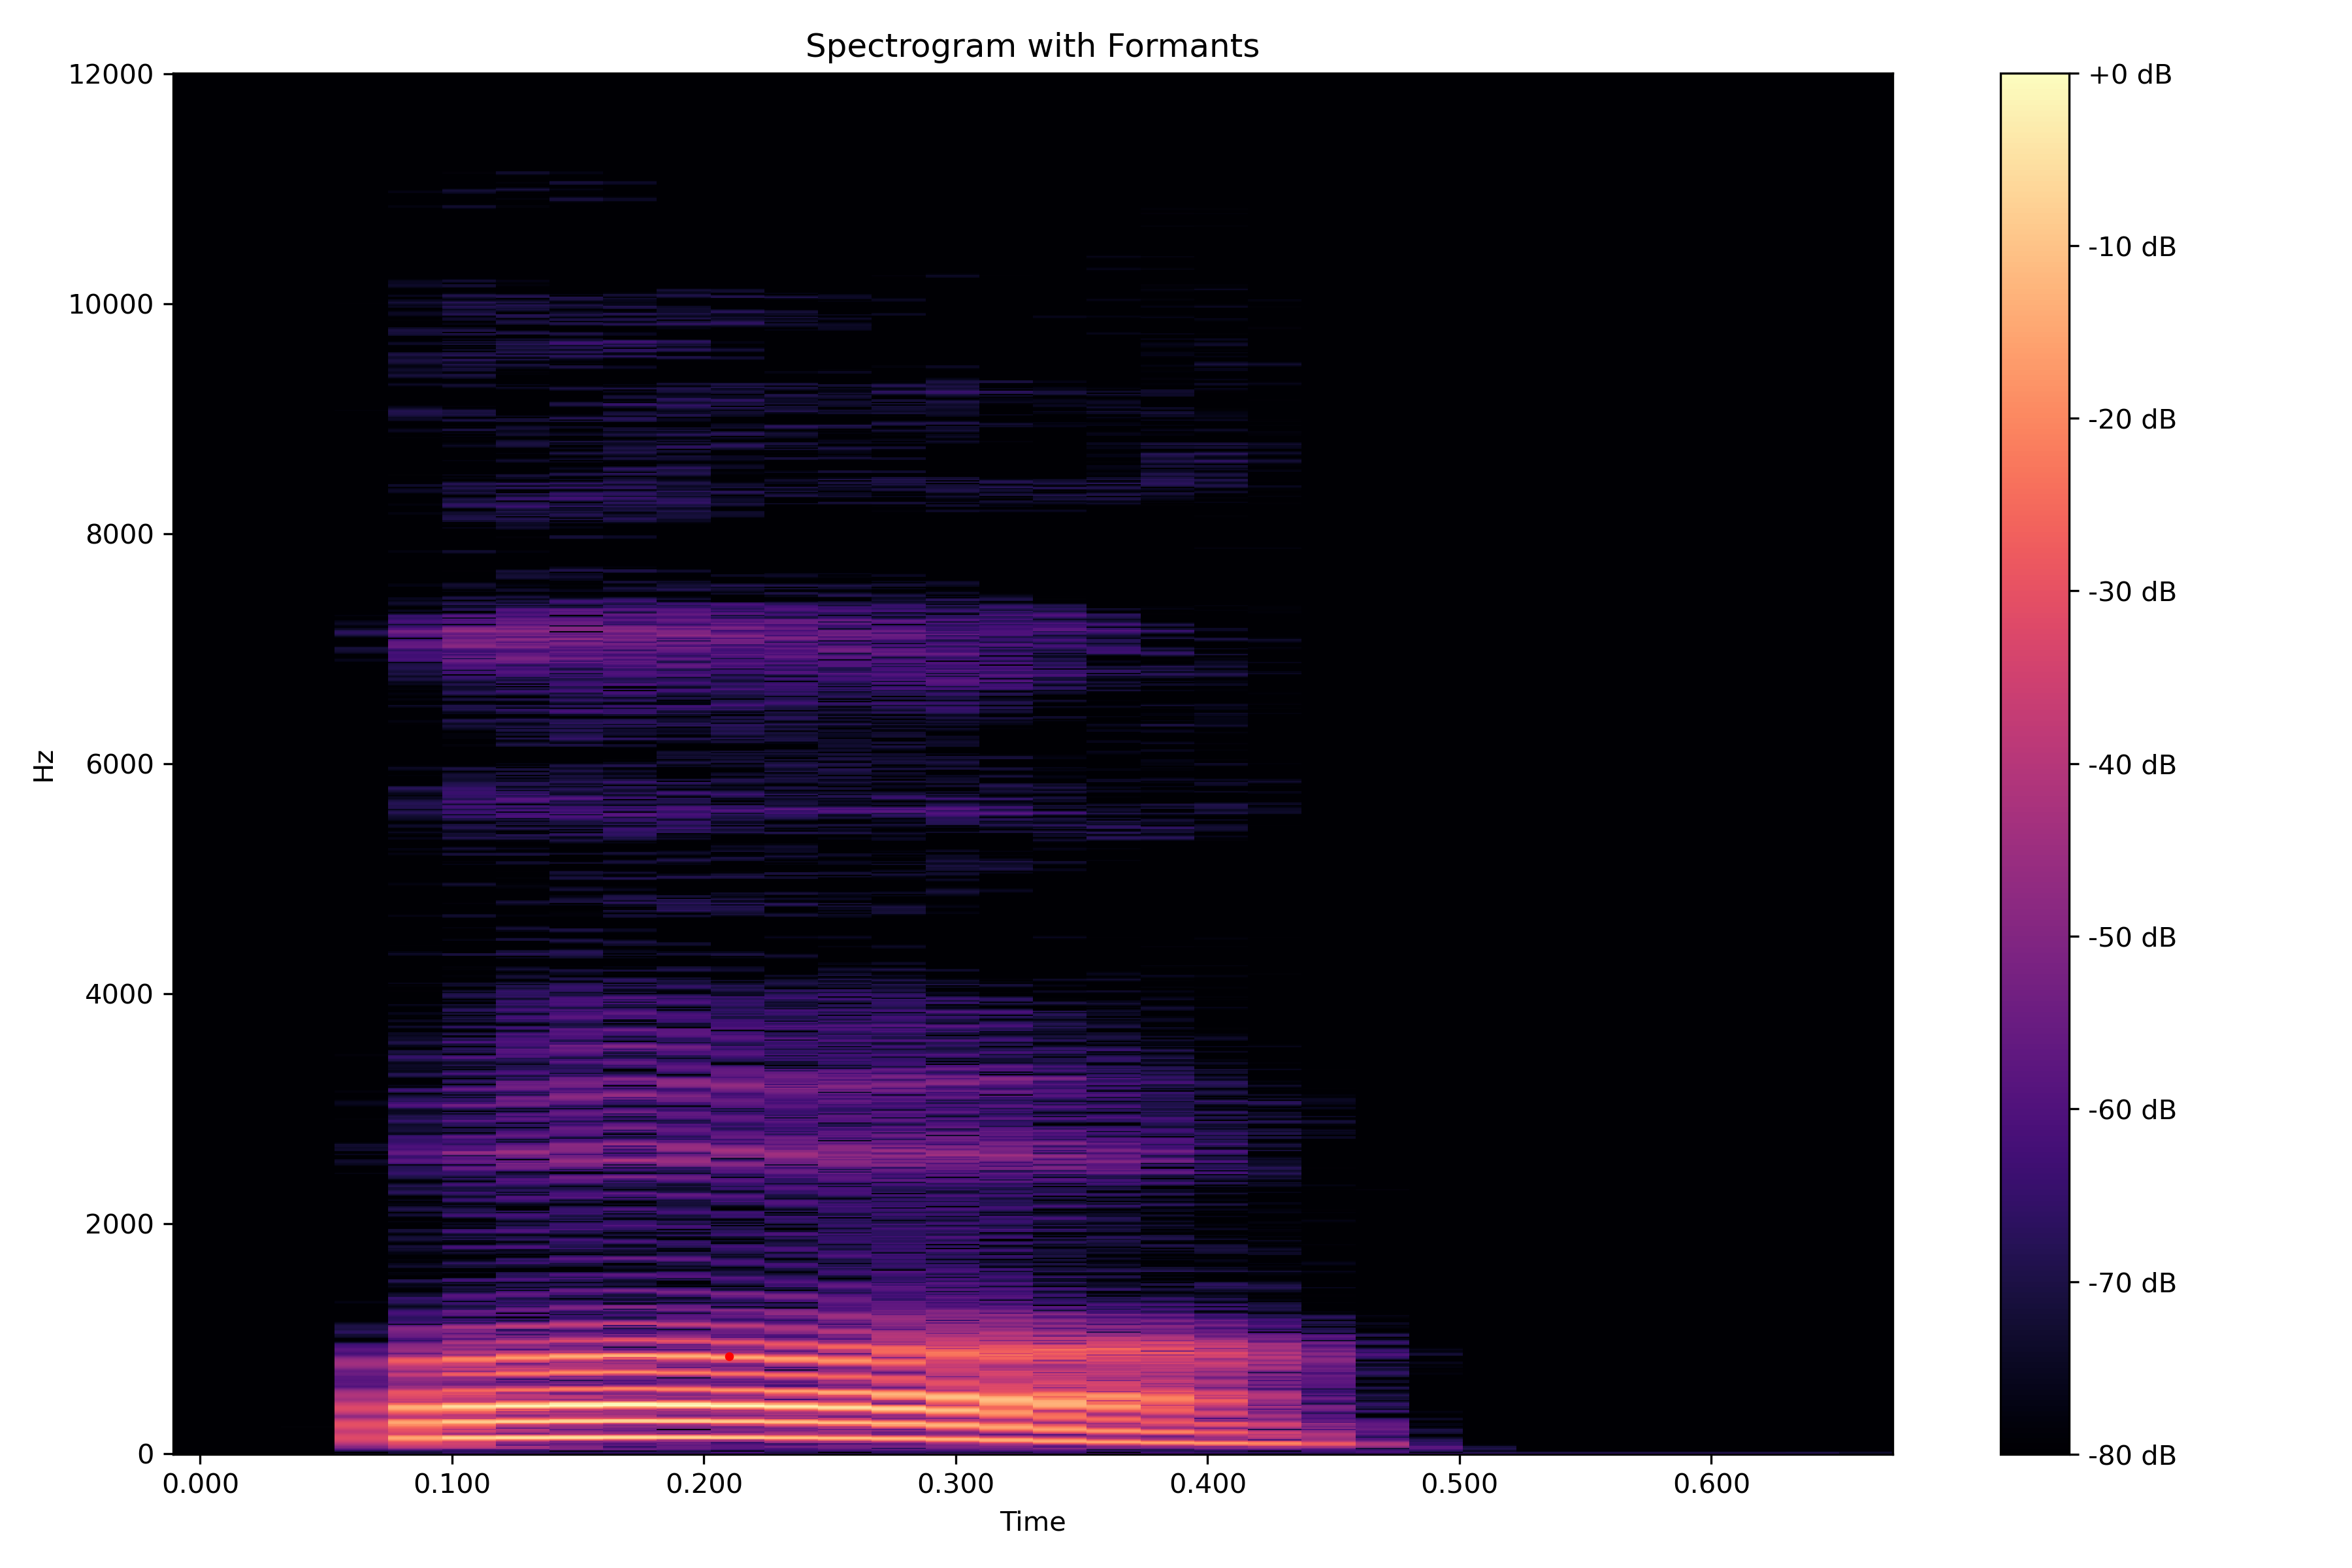 Spectrogram with Formants
12000
10000
8000
6000
4000
2000
0
Hz
0.000 0.100 0.200 0.300 0.400 0.500 0.600
Time
+0 dB
-10 dB
-20 dB
-30 dB
-40 dB
-50 dB
-60 dB
-70 dB
-80 dB